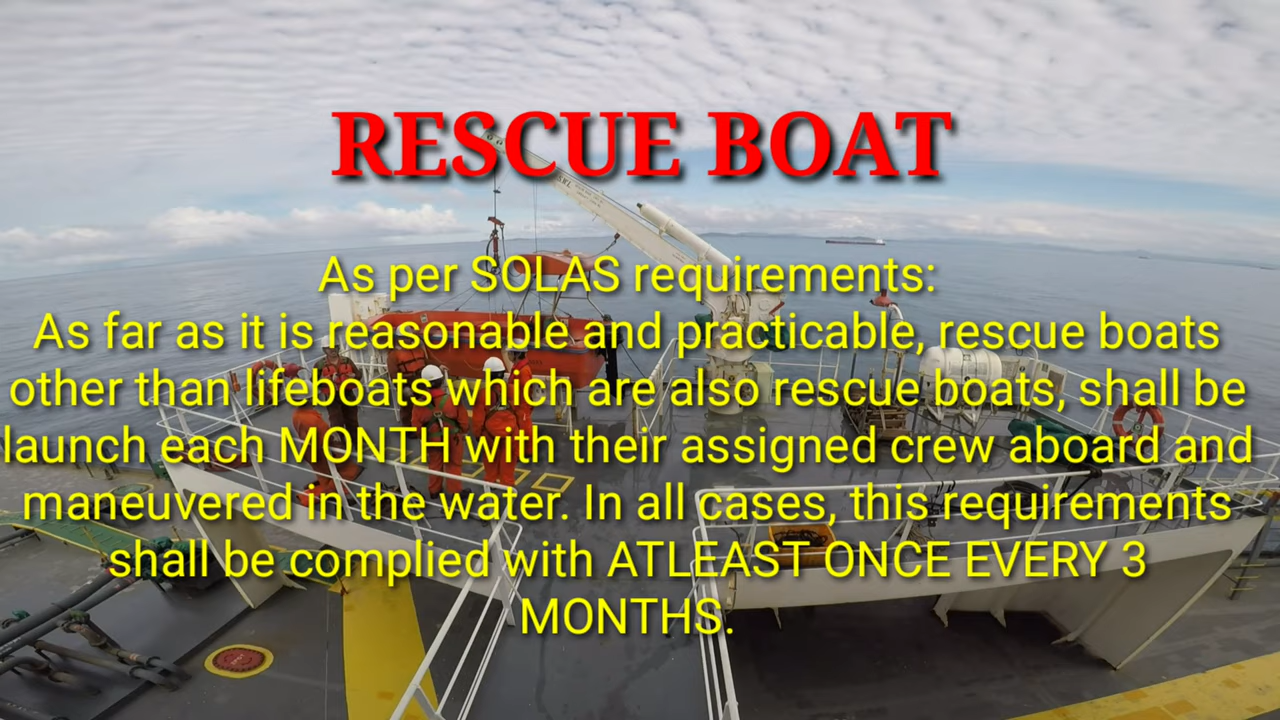 RESCUE BOAT
As per SOLAS requirements:
As far as it is reasonable and practicable, rescue boats
other than lifeboats which are also rescue boats, shall be
launch each MONTH with their assigned crew aboard and
maneuvered in the water. In all cases, this requirements
shall be complied with ATLEAST ONCE EVERY 3
MONTHS.